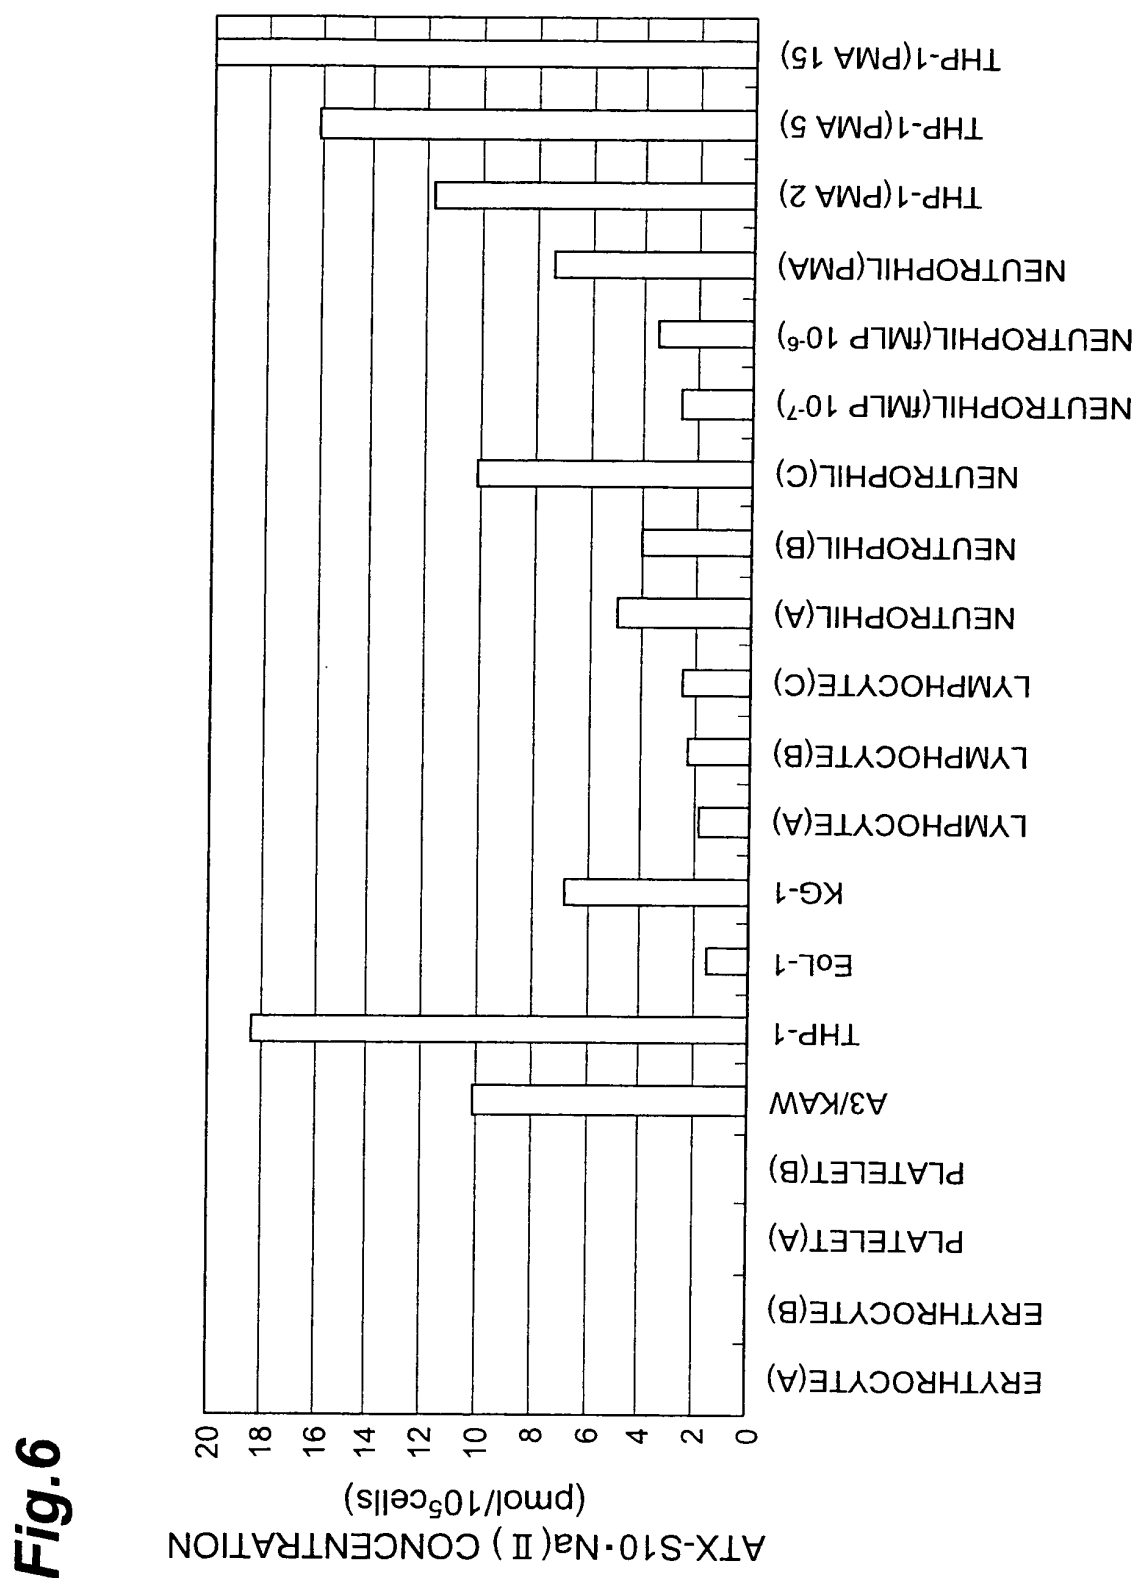 Fig.6
ATX-S10·Na(Ⅱ) CONCENTRATION
(pmol/10⁵cells)
20
18
16
14
12
10
8
6
4
2
0
ERYTHROCYTE(A)
ERYTHROCYTE(B)
PLATELET(A)
PLATELET(B)
A3/KAW
THP-1
EoL-1
KG-1
LYMPHOCYTE(A)
LYMPHOCYTE(B)
LYMPHOCYTE(C)
NEUTROPHIL(A)
NEUTROPHIL(B)
NEUTROPHIL(C)
NEUTROPHIL(fMLP 10⁻⁷)
NEUTROPHIL(fMLP 10⁻⁶)
NEUTROPHIL(PMA)
THP-1(PMA 2)
THP-1(PMA 5)
THP-1(PMA 15)